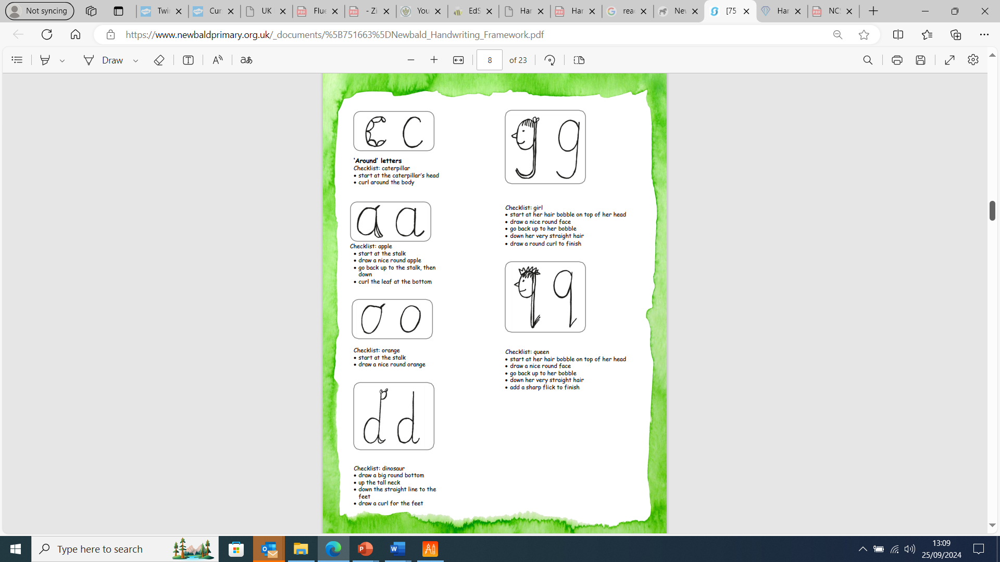 Not syncing
Twi
Cur
UK
Flu
- Zi
You
EdS
Har
Har
rea
Nev
[75
Har
NC
https://www.newbaldprimary.org.uk/_documents/%5B751663%5DNewbald_Handwriting_Framework.pdf
Draw
8 of 23
c c
‘Around’ letters
Checklist: caterpillar
• start at the caterpillar’s head
• curl around the body
a a
Checklist: apple
• start at the stalk
• draw a nice round apple
• go back up to the stalk, then
down
• curl the leaf at the bottom
o o
Checklist: orange
• start at the stalk
• draw a nice round orange
d d
Checklist: dinosaur
• draw a big round bottom
• up the tall neck
• down the straight line to the
feet
• draw a curl for the feet
g g
Checklist: girl
• start at her hair bobble on top of her head
• draw a nice round face
• go back up to her bobble
• down her very straight hair
• draw a round curl to finish
q q
Checklist: queen
• start at her hair bobble on top of her head
• draw a nice round face
• go back up to her bobble
• down her very straight hair
• add a sharp flick to finish
Type here to search
13:09
25/09/2024